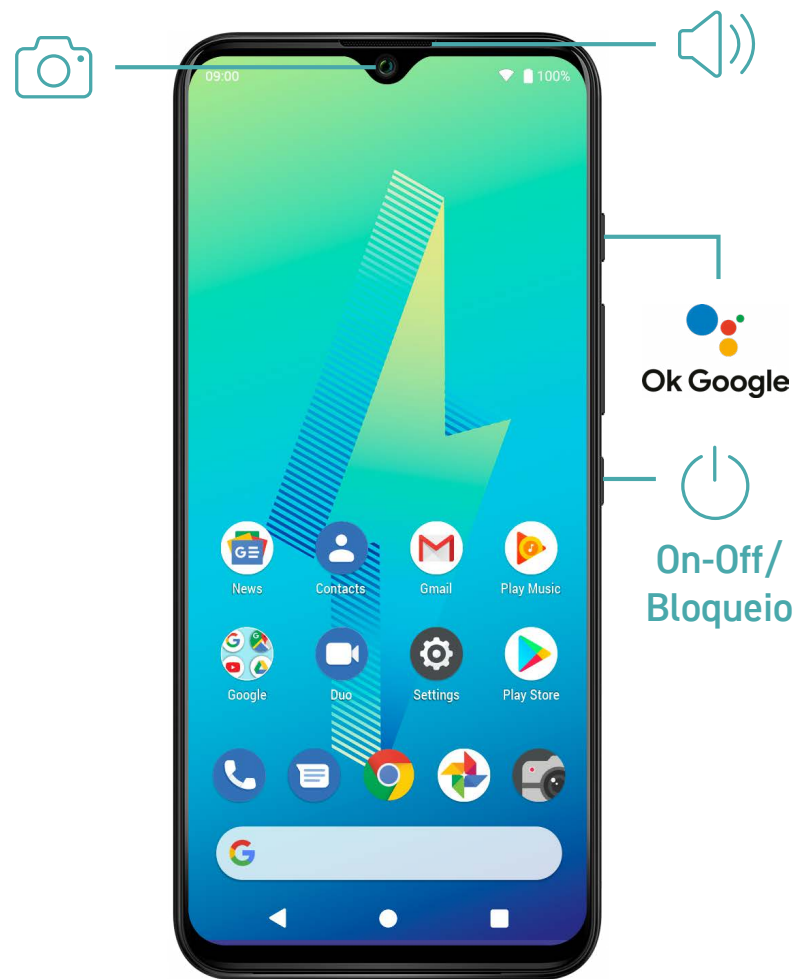 09:00
100%
Ok Google
On-Off/
Bloqueio
News
Contacts
Gmail
Play Music
Google
Duo
Settings
Play Store